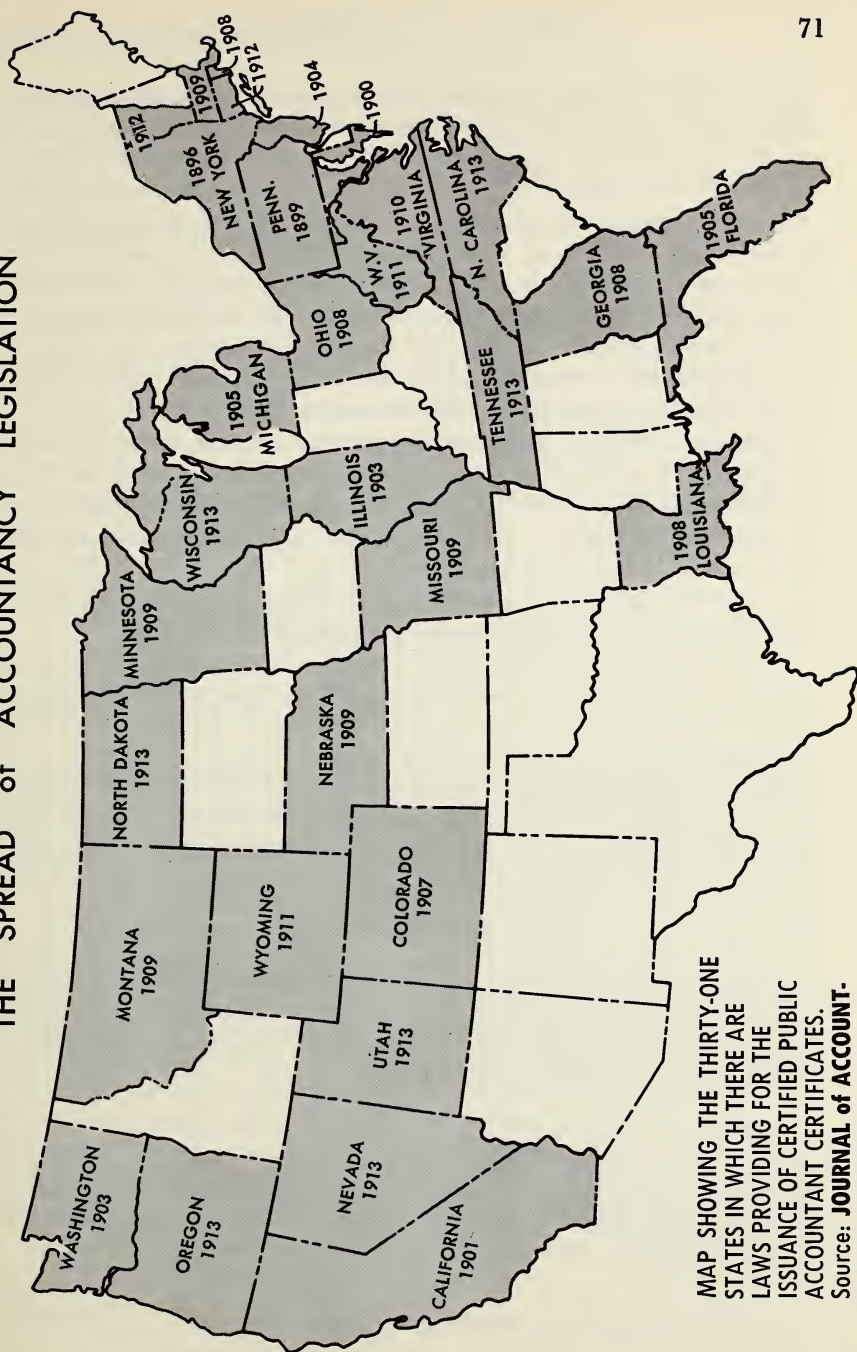 71
THE SPREAD of ACCOUNTANCY LEGISLATION
WASHINGTON
1903
OREGON
1913
CALIFORNIA
1901
NEVADA
1913
UTAH
1913
MONTANA
1909
WYOMING
1911
COLORADO
1907
NORTH DAKOTA
1913
NEBRASKA
1909
MINNESOTA
1909
MISSOURI
1909
WISCONSIN
1913
ILLINOIS
1903
1905
MICHIGAN
OHIO
1908
TENNESSEE
1913
1908
LOUISIANA
GEORGIA
1908
1905
FLORIDA
N. CAROLINA
1913
1910
VIRGINIA
W.V.
1911
PENN.
1899
1896
NEW YORK
1912
1909
1908
1912
1904
1900
MAP SHOWING THE THIRTY-ONE
STATES IN WHICH THERE ARE
LAWS PROVIDING FOR THE
ISSUANCE OF CERTIFIED PUBLIC
ACCOUNTANT CERTIFICATES.
Source: JOURNAL of ACCOUNT-